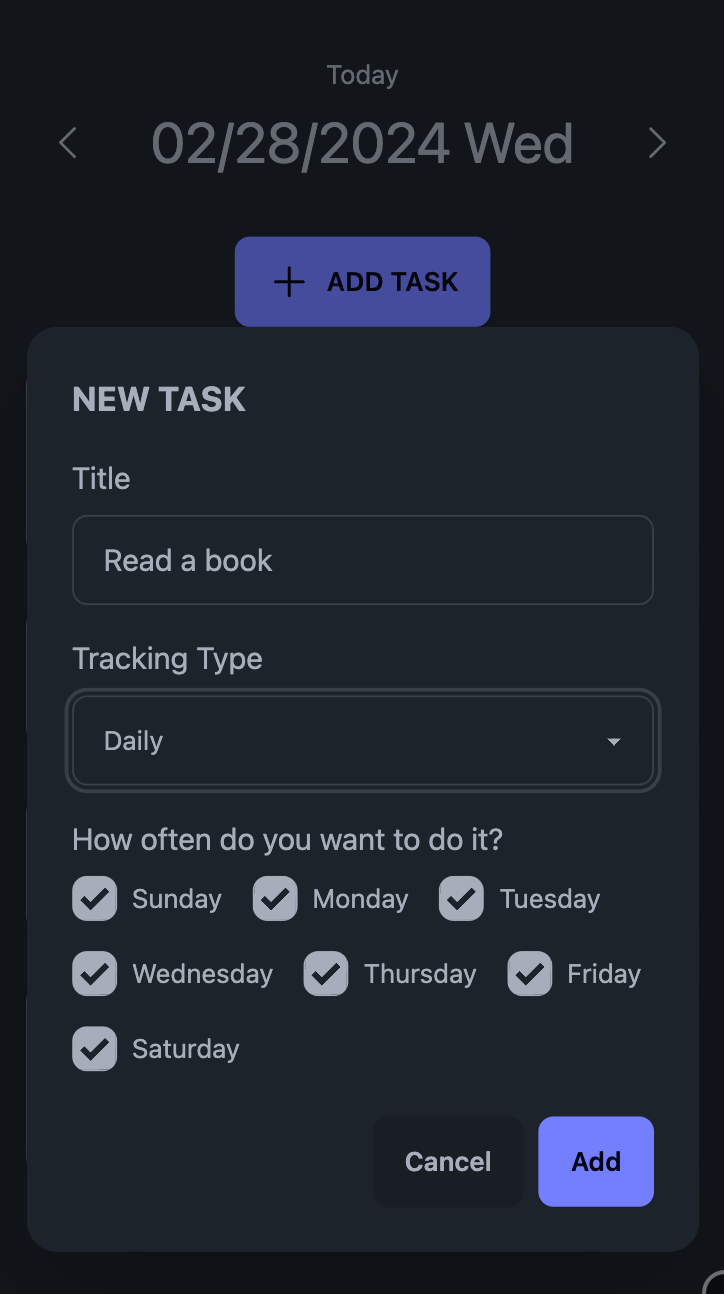 Today
02/28/2024 Wed
ADD TASK
NEW TASK
Title
Read a book
Tracking Type
Daily
How often do you want to do it?
Sunday Monday Tuesday
Wednesday Thursday Friday
Saturday
Cancel Add